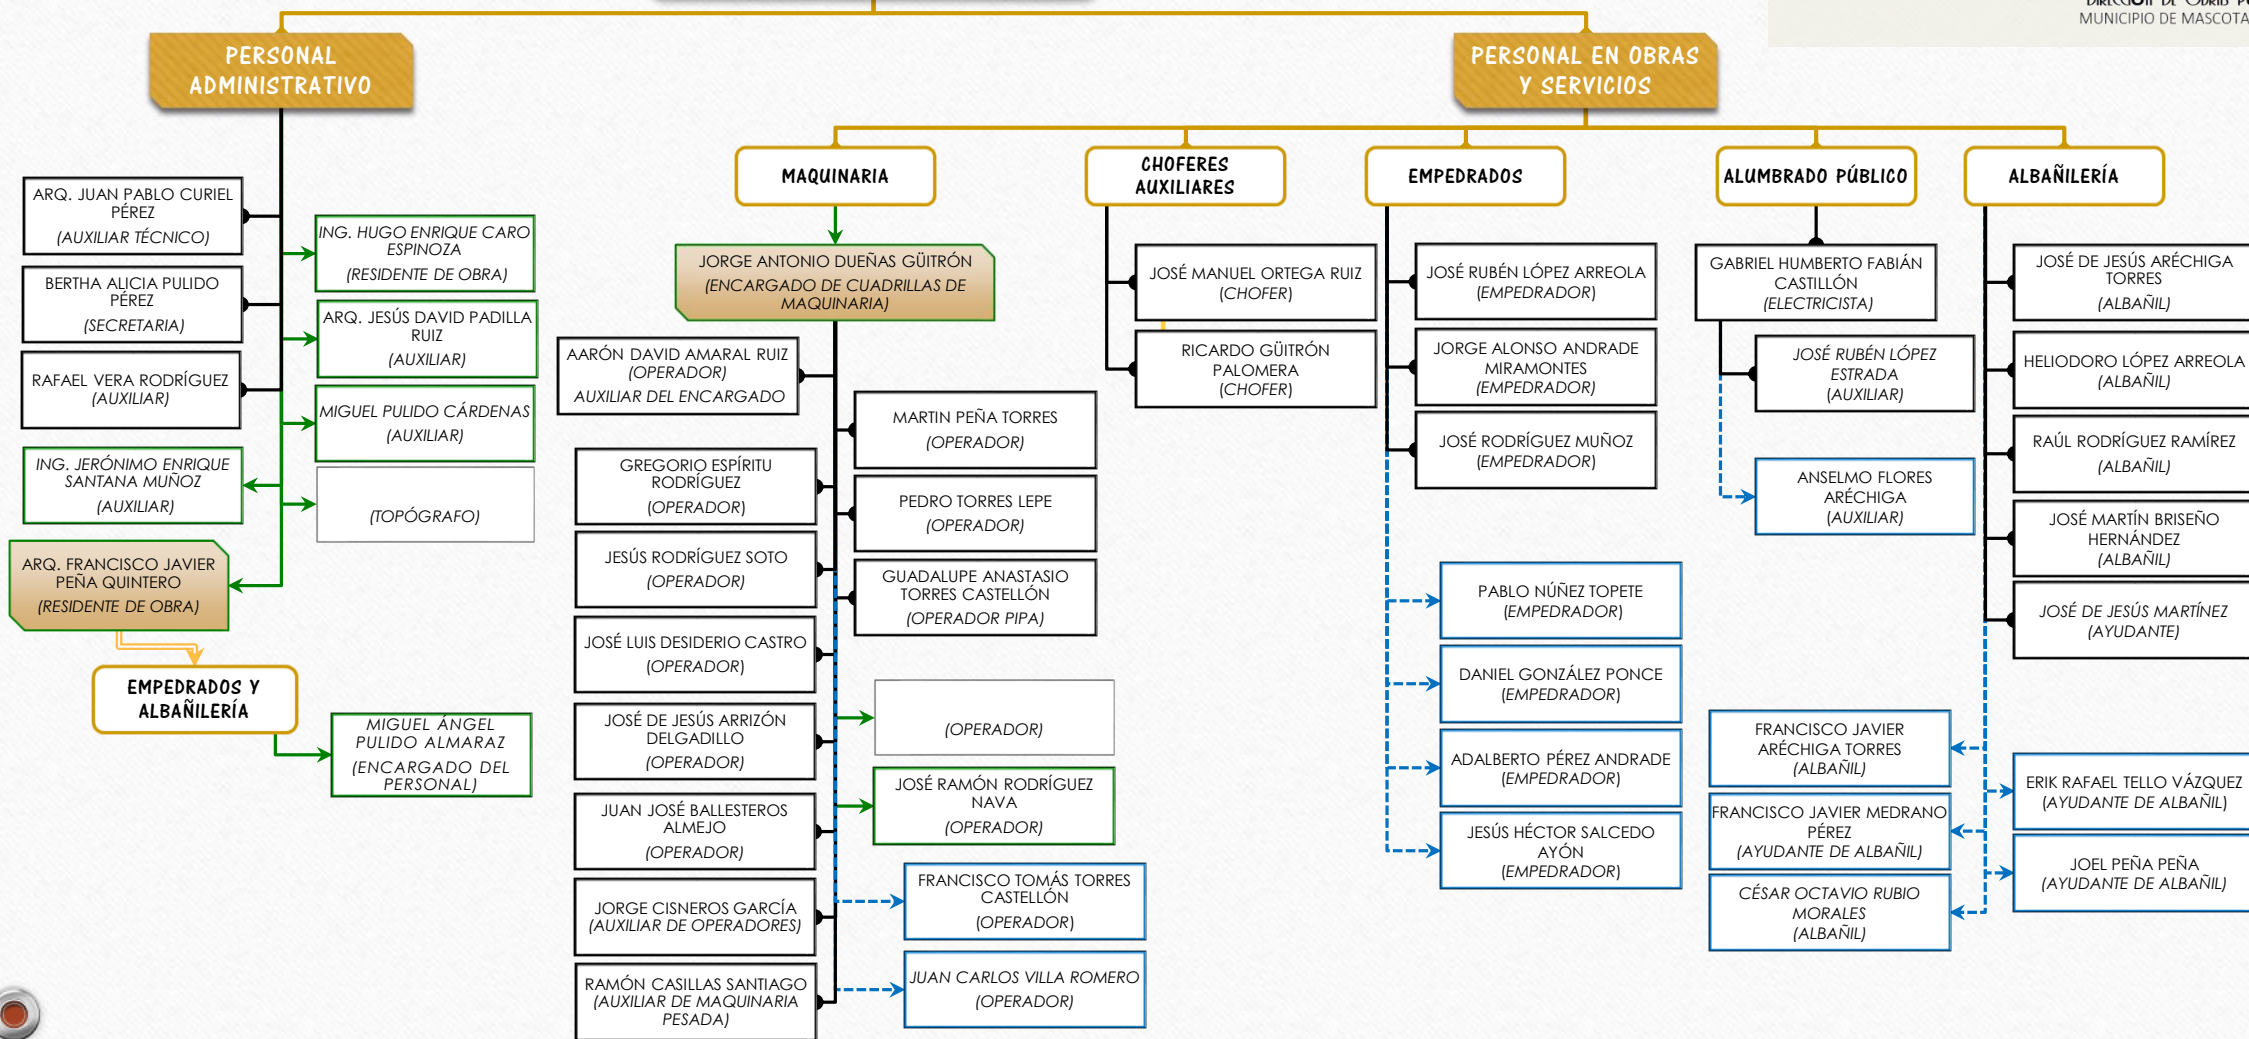 DIRECCIÓN DE OBRAS
MUNICIPIO DE MASCOTA
PERSONAL
ADMINISTRATIVO
PERSONAL EN OBRAS
Y SERVICIOS
ARQ. JUAN PABLO CURIEL
PÉREZ
(AUXILIAR TÉCNICO)
BERTHA ALICIA PULIDO
PÉREZ
(SECRETARIA)
RAFAEL VERA RODRÍGUEZ
(AUXILIAR)
ING. JERÓNIMO ENRIQUE
SANTANA MUÑOZ
(AUXILIAR)
ARQ. FRANCISCO JAVIER
PEÑA QUINTERO
(RESIDENTE DE OBRA)
ING. HUGO ENRIQUE CARO
ESPINOZA
(RESIDENTE DE OBRA)
ARQ. JESÚS DAVID PADILLA
RUIZ
(AUXILIAR)
MIGUEL PULIDO CÁRDENAS
(AUXILIAR)
(TOPÓGRAFO)
EMPEDRADOS Y
ALBAÑILERÍA
MIGUEL ÁNGEL
PULIDO ALMARAZ
(ENCARGADO DEL
PERSONAL)
MAQUINARIA
JORGE ANTONIO DUEÑAS GÜITRÓN
(ENCARGADO DE CUADRILLAS DE
MAQUINARIA)
AARÓN DAVID AMARAL RUIZ
(OPERADOR)
AUXILIAR DEL ENCARGADO
GREGORIO ESPÍRITU
RODRÍGUEZ
(OPERADOR)
JESÚS RODRÍGUEZ SOTO
(OPERADOR)
JOSÉ LUIS DESIDERIO CASTRO
(OPERADOR)
JOSÉ DE JESÚS ARRIZÓN
DELGADILLO
(OPERADOR)
JUAN JOSÉ BALLESTEROS
ALMEJO
(OPERADOR)
JORGE CISNEROS GARCÍA
(AUXILIAR DE OPERADORES)
RAMÓN CASILLAS SANTIAGO
(AUXILIAR DE MAQUINARIA
PESADA)
MARTIN PEÑA TORRES
(OPERADOR)
PEDRO TORRES LEPE
(OPERADOR)
GUADALUPE ANASTASIO
TORRES CASTELLÓN
(OPERADOR PIPA)
(OPERADOR)
JOSÉ RAMÓN RODRÍGUEZ
NAVA
(OPERADOR)
FRANCISCO TOMÁS TORRES
CASTELLÓN
(OPERADOR)
JUAN CARLOS VILLA ROMERO
(OPERADOR)
CHOFERES
AUXILIARES
JOSÉ MANUEL ORTEGA RUIZ
(CHOFER)
RICARDO GÜITRÓN
PALOMERA
(CHOFER)
EMPEDRADOS
JOSÉ RUBÉN LÓPEZ ARREOLA
(EMPEDRADOR)
JORGE ALONSO ANDRADE
MIRAMONTES
(EMPEDRADOR)
JOSÉ RODRÍGUEZ MUÑOZ
(EMPEDRADOR)
PABLO NÚÑEZ TOPETE
(EMPEDRADOR)
DANIEL GONZÁLEZ PONCE
(EMPEDRADOR)
ADALBERTO PÉREZ ANDRADE
(EMPEDRADOR)
JESÚS HÉCTOR SALCEDO
AYÓN
(EMPEDRADOR)
ALUMBRADO PÚBLICO
GABRIEL HUMBERTO FABIÁN
CASTILLÓN
(ELECTRICISTA)
JOSÉ RUBÉN LÓPEZ
ESTRADA
(AUXILIAR)
ANSELMO FLORES
ARÉCHIGA
(AUXILIAR)
ALBAÑILERÍA
JOSÉ DE JESÚS ARÉCHIGA
TORRES
(ALBAÑIL)
HELIODORO LÓPEZ ARREOLA
(ALBAÑIL)
RAÚL RODRÍGUEZ RAMÍREZ
(ALBAÑIL)
JOSÉ MARTÍN BRISEÑO
HERNÁNDEZ
(ALBAÑIL)
JOSÉ DE JESÚS MARTÍNEZ
(AYUDANTE)
FRANCISCO JAVIER
ARÉCHIGA TORRES
(ALBAÑIL)
FRANCISCO JAVIER MEDRANO
PÉREZ
(AYUDANTE DE ALBAÑIL)
CÉSAR OCTAVIO RUBIO
MORALES
(ALBAÑIL)
ERIK RAFAEL TELLO VÁZQUEZ
(AYUDANTE DE ALBAÑIL)
JOEL PEÑA PEÑA
(AYUDANTE DE ALBAÑIL)